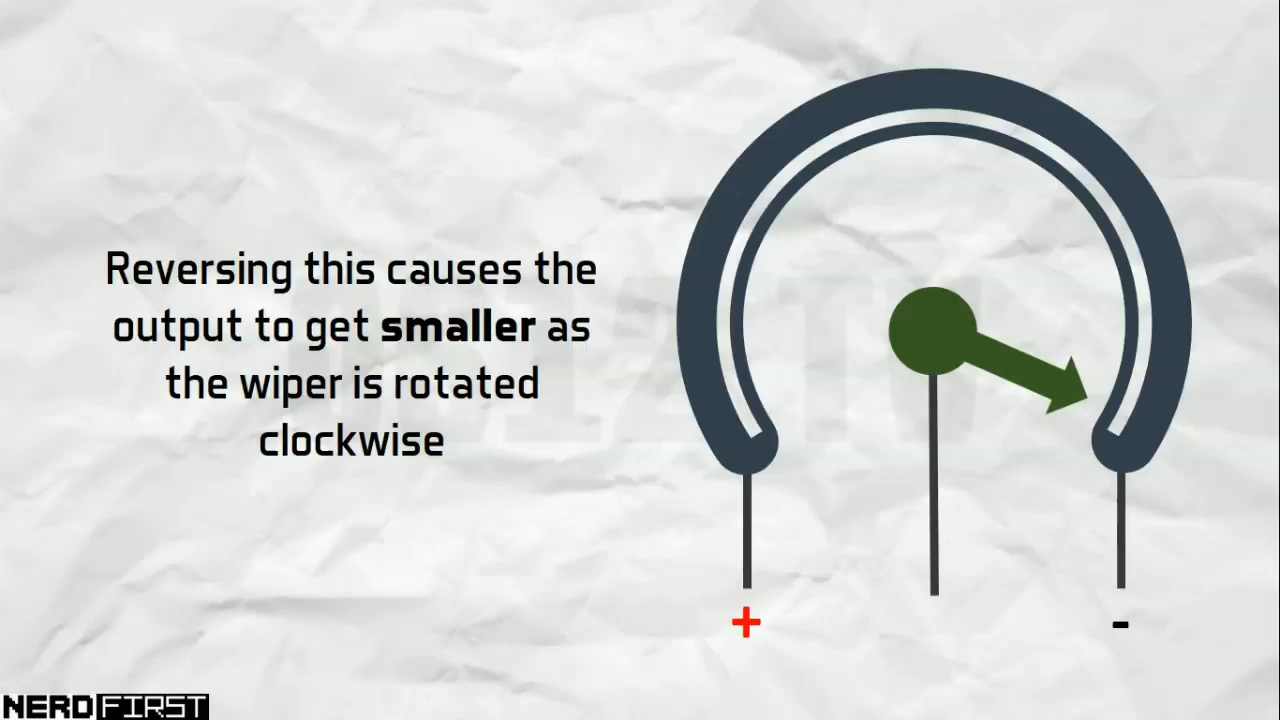 Reversing this causes the
output to get smaller as
the wiper is rotated
clockwise
+
-
NERDFIRST